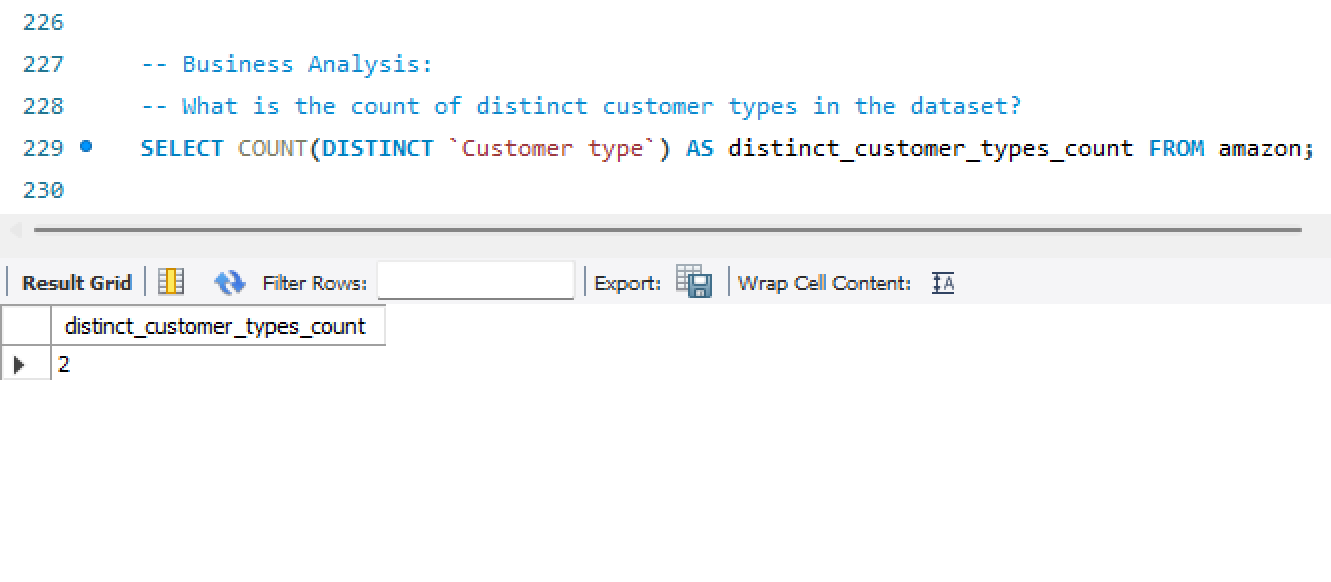 226
227 -- Business Analysis:
228 -- What is the count of distinct customer types in the dataset?
229 SELECT COUNT(DISTINCT `Customer type`) AS distinct_customer_types_count FROM amazon;
230
Result Grid Filter Rows: Export: Wrap Cell Content: IA
distinct_customer_types_count
2